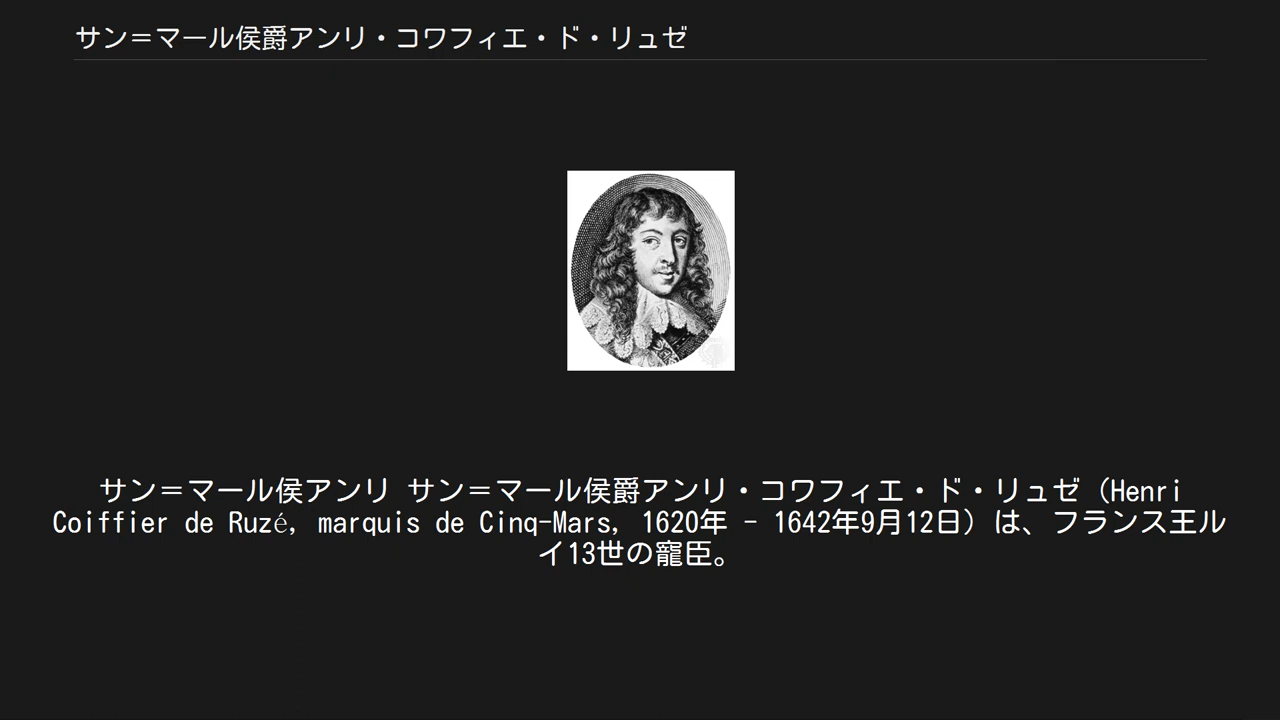 サン＝マール侯爵アンリ・コワフィエ・ド・リュゼ
サン＝マール侯アンリ サン＝マール侯爵アンリ・コワフィエ・ド・リュゼ（Henri
Coiffier de Ruzé, marquis de Cinq-Mars, 1620年 - 1642年9月12日）は、フランス王ル
イ13世の寵臣。